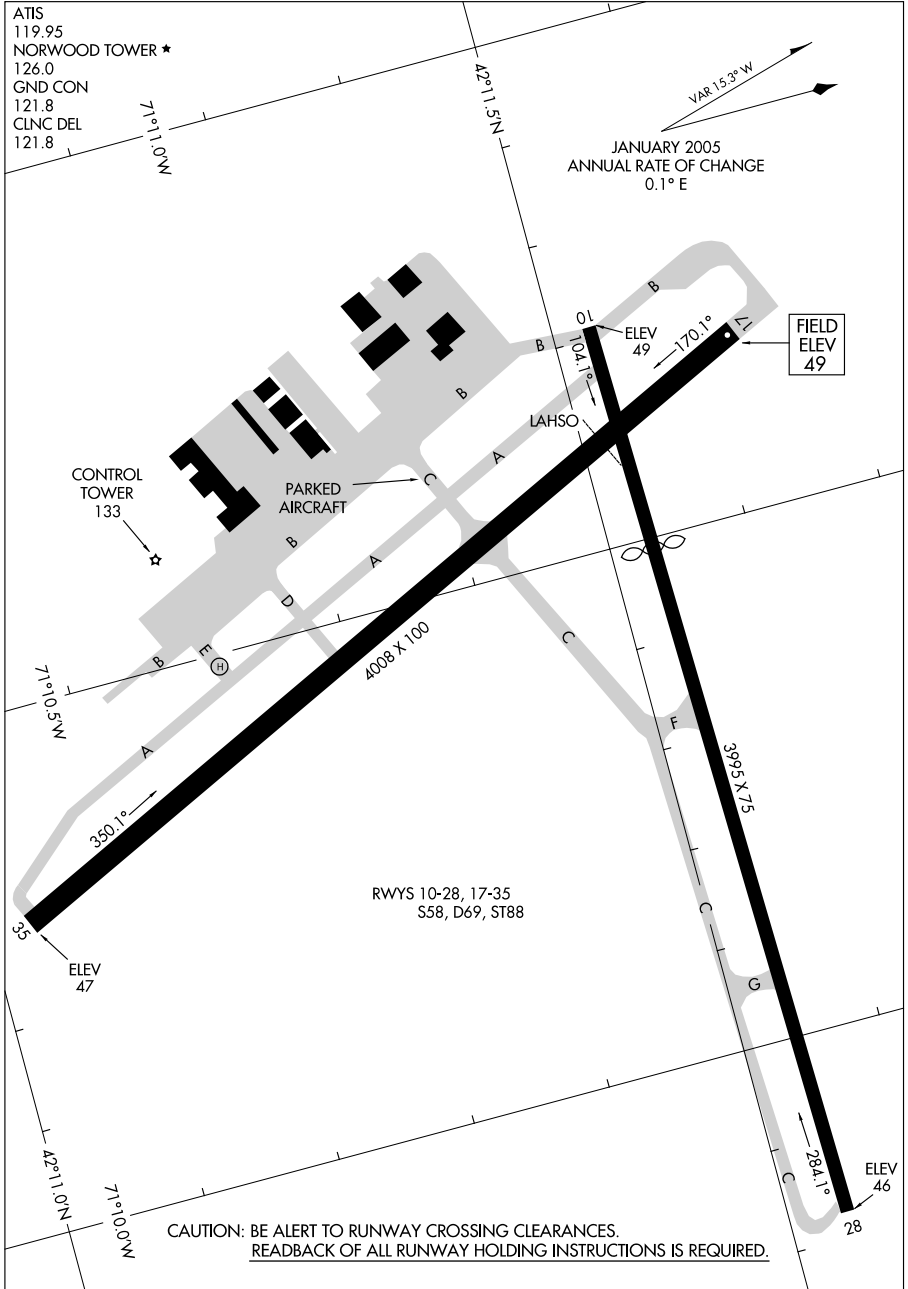 ATIS
119.95
NORWOOD TOWER ★
126.0
GND CON
121.8
CLNC DEL
121.8
71°11.0'W
42°11.5'N
VAR 15.3° W
JANUARY 2005
ANNUAL RATE OF CHANGE
0.1° E
B
10
ELEV
49
17
FIELD
ELEV
49
170.1°
104.1°
B
B
LAHSO
A
CONTROL
TOWER
133
PARKED
AIRCRAFT
C
B
A
D
C
E
H
B
4008 X 100
71°10.5'W
F
A
3995 X 75
350.1°
RWYS 10-28, 17-35
S58, D69, ST88
C
35
ELEV
47
G
284.1°
C
ELEV
46
28
42°11.0'N
71°10.0'W
CAUTION: BE ALERT TO RUNWAY CROSSING CLEARANCES.
READBACK OF ALL RUNWAY HOLDING INSTRUCTIONS IS REQUIRED.